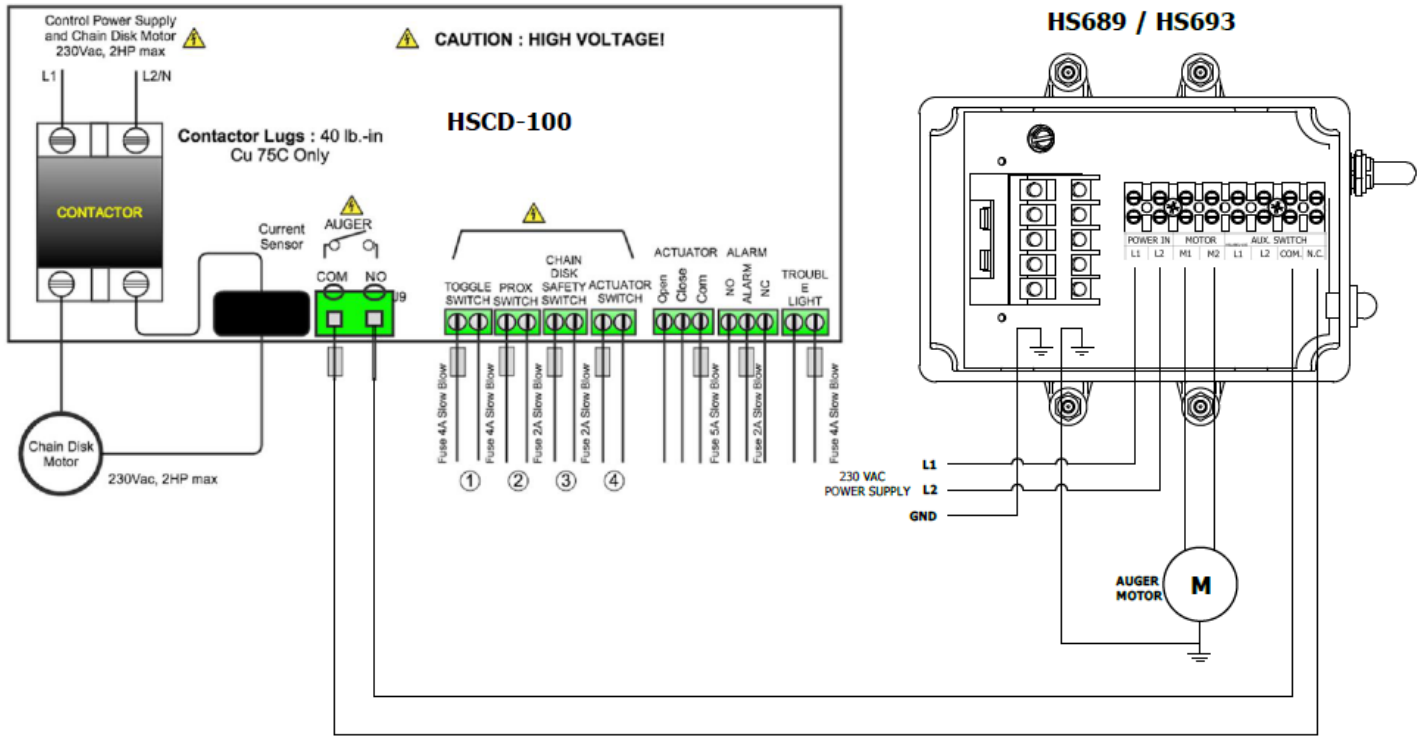 Control Power Supply
and Chain Disk Motor
230Vac, 2HP max
L1
L2/N
CAUTION : HIGH VOLTAGE!
HSCD-100
Contactor Lugs : 40 lb.-in
Cu 75C Only
CONTACTOR
Current
Sensor
AUGER
COM
NO
J9
TOGGLE
SWITCH
PROX
SWITCH
CHAIN
DISK
SAFETY
SWITCH
ACTUATOR
SWITCH
ACTUATOR
Open
Close
Com
ALARM
NO
ALARM
NC
TROUBL
E
LIGHT
Fuse 4A Slow Blow
Fuse 4A Slow Blow
Fuse 2A Slow Blow
Fuse 2A Slow Blow
Fuse 5A Slow Blow
Fuse 2A Slow Blow
Fuse 4A Slow Blow
1
2
3
4
Chain Disk
Motor
230Vac, 2HP max
HS689 / HS693
POWER IN
MOTOR
AUX. SWITCH
L1
L2
M1
M2
L1
L2
COM.
N.C.
230 VAC
POWER SUPPLY
L1
L2
GND
AUGER
MOTOR
M